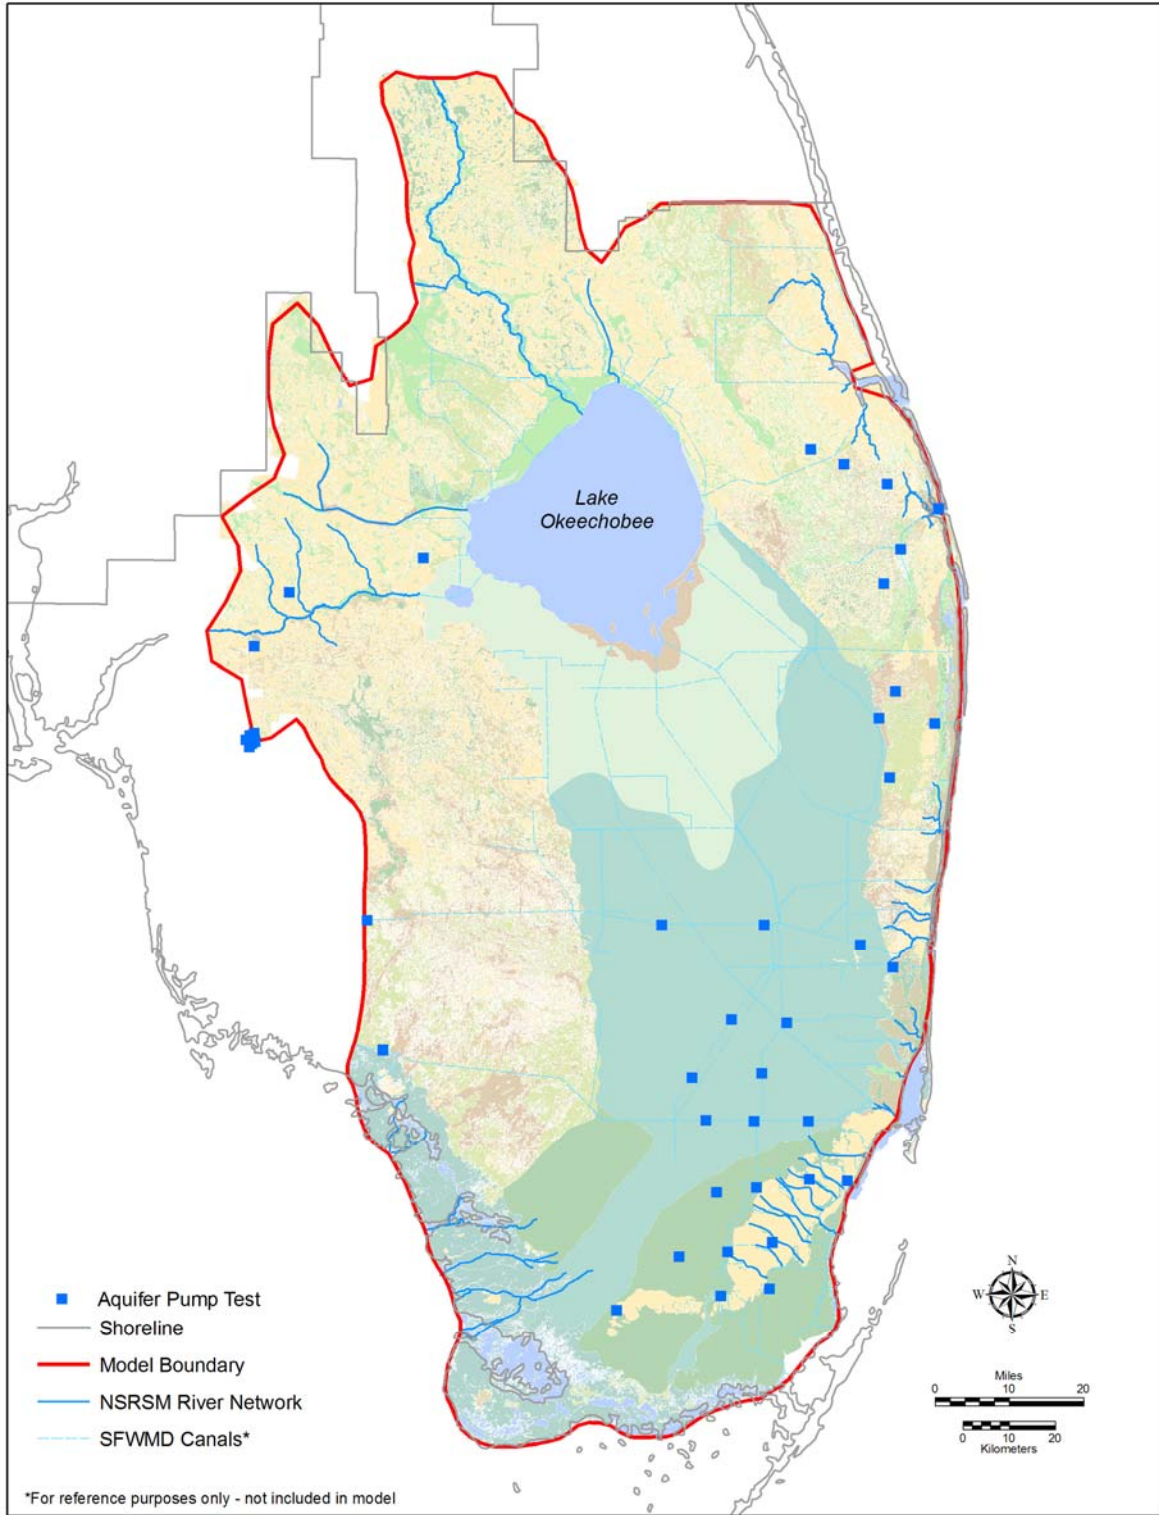 Lake
Okeechobee
Aquifer Pump Test
Shoreline
Model Boundary
NSRSM River Network
SFWMD Canals*
*For reference purposes only - not included in model
N
W E
S
Miles
0 10 20
0 10 20
Kilometers